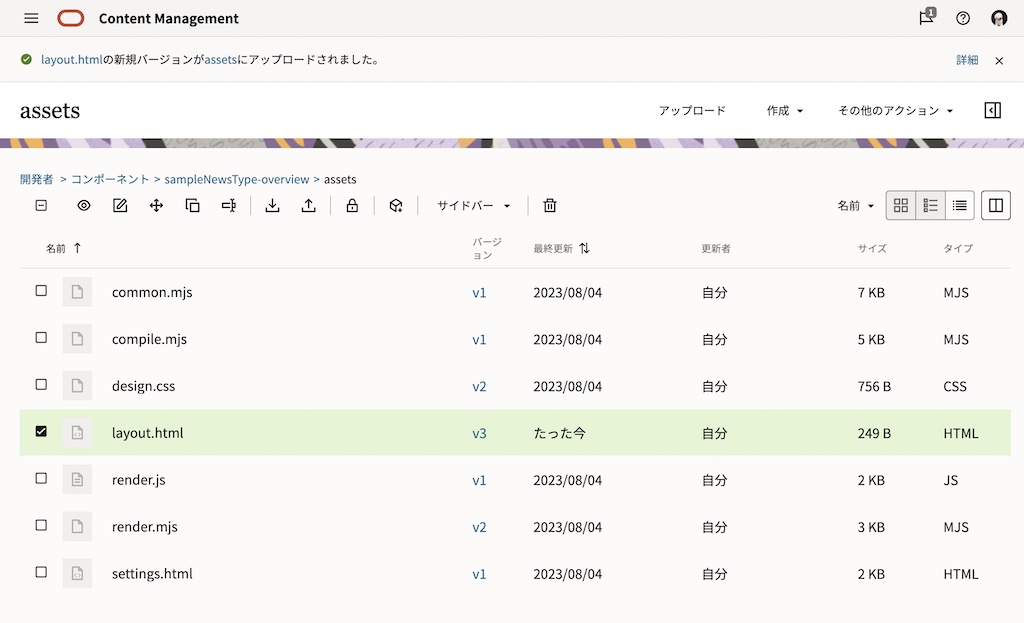 Content Management
1
layout.htmlの新規バージョンがassetsにアップロードされました。
詳細
assets
アップロード 作成 その他のアクション
開発者 > コンポーネント > sampleNewsType-overview > assets
サイドバー 名前
名前 バージョン 最終更新 更新者 サイズ タイプ
common.mjs v1 2023/08/04 自分 7 KB MJS
compile.mjs v1 2023/08/04 自分 5 KB MJS
design.css v2 2023/08/04 自分 756 B CSS
layout.html v3 たった今 自分 249 B HTML
render.js v1 2023/08/04 自分 2 KB JS
render.mjs v2 2023/08/04 自分 3 KB MJS
settings.html v1 2023/08/04 自分 2 KB HTML